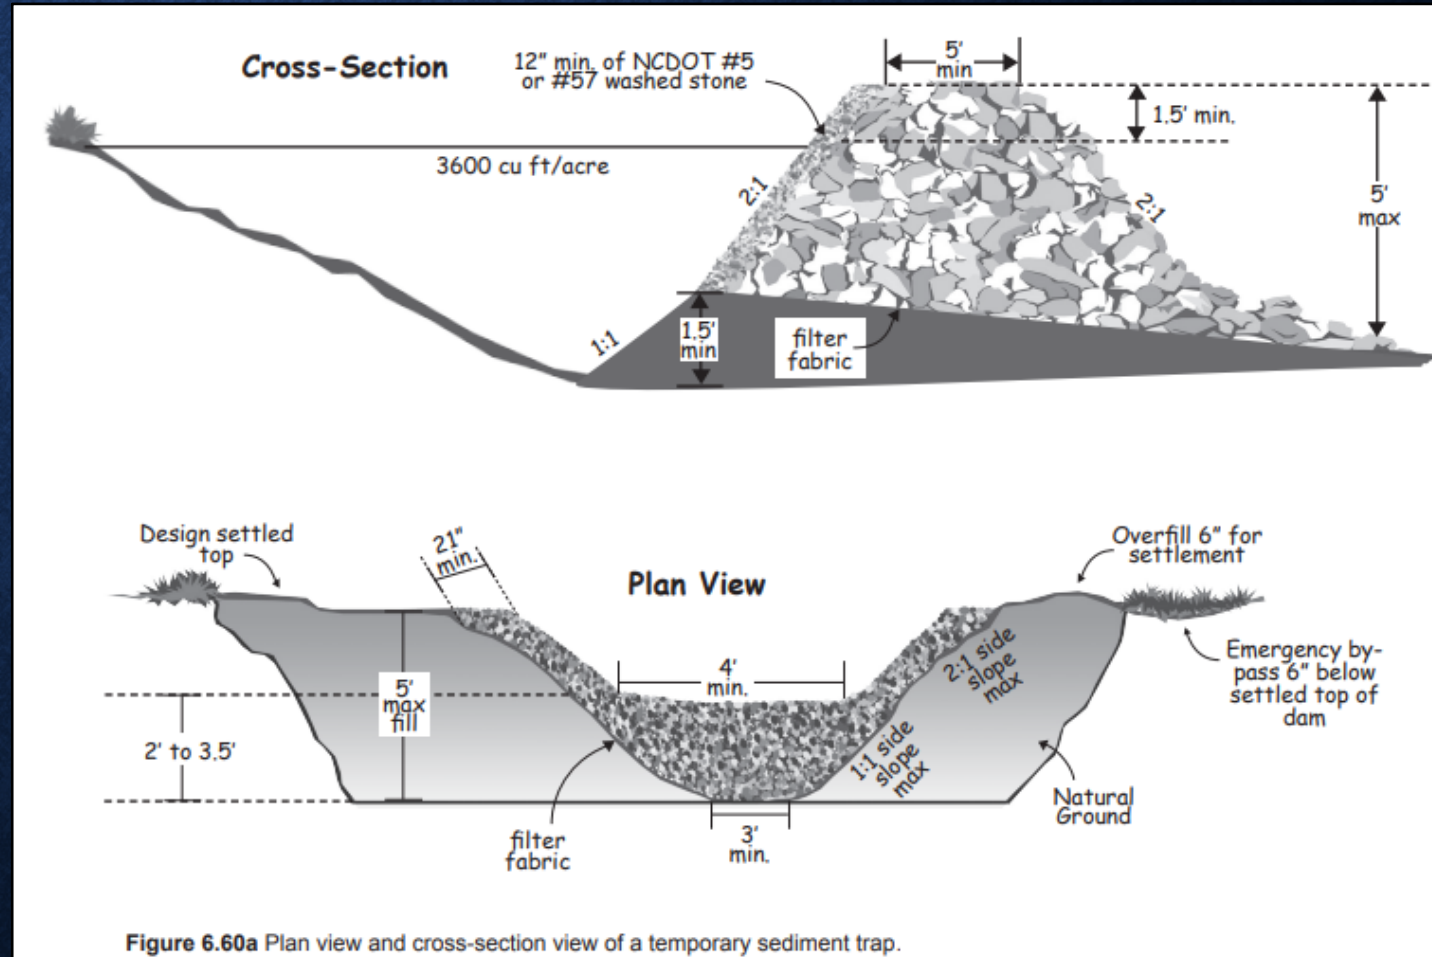 Cross-Section
12" min. of NCDOT #5
or #57 washed stone
5'
min
1.5' min.
3600 cu ft/acre
2:1
2:1
5'
max
1:1
1.5'
min
filter
fabric
Design settled
top
21"
min.
Plan View
Overfill 6" for
settlement
4'
min.
5'
max
fill
2:1 side
slope
max
Emergency by-
pass 6" below
settled top of
dam
2' to 3.5'
1:1 side
slope
max
Natural
Ground
filter
fabric
3'
min.
Figure 6.60a Plan view and cross-section view of a temporary sediment trap.